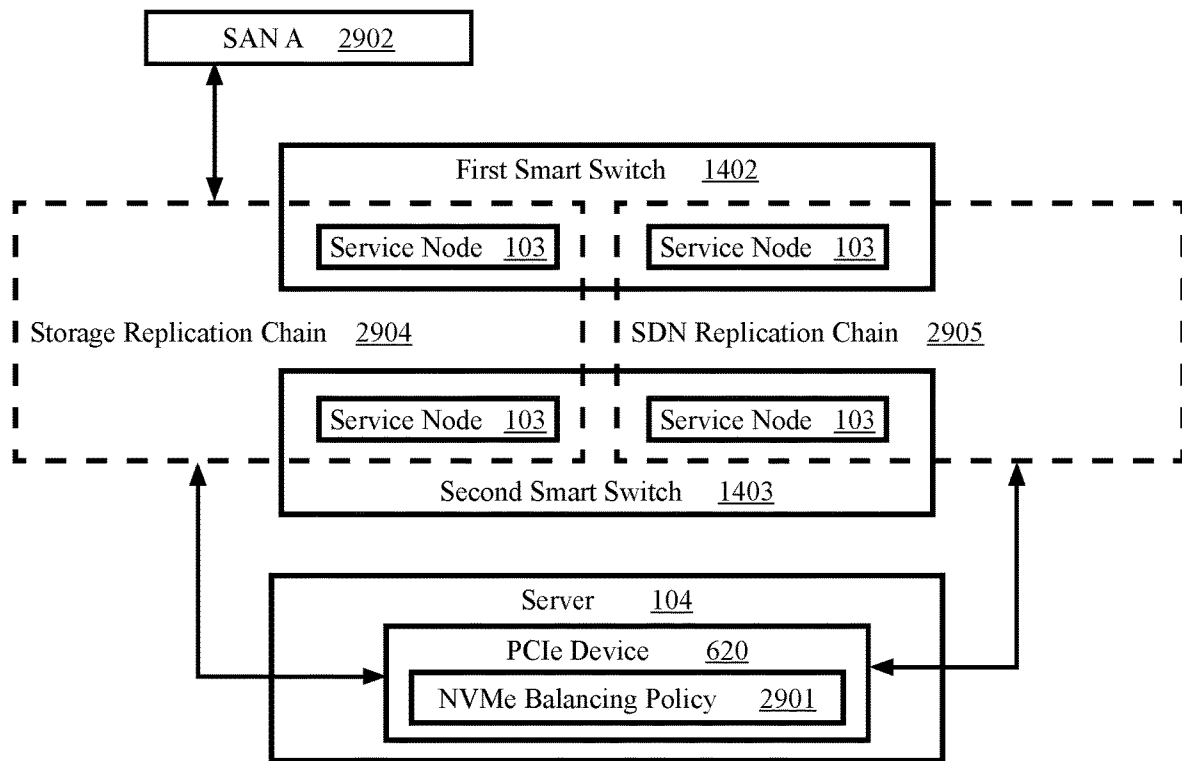 SAN A 2902
First Smart Switch 1402
Service Node 103 Service Node 103
Storage Replication Chain 2904 SDN Replication Chain 2905
Service Node 103 Service Node 103
Second Smart Switch 1403
Server 104
PCIe Device 620
NVMe Balancing Policy 2901